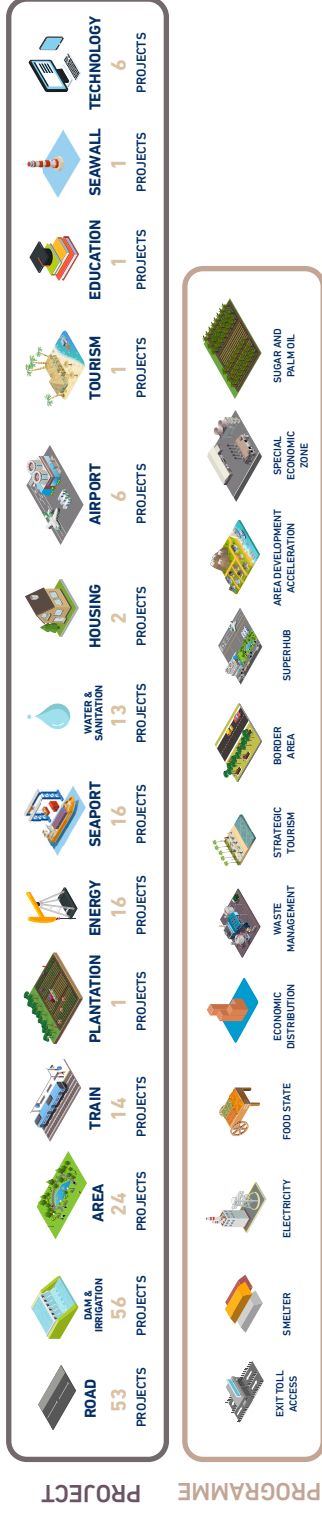 PROJECT
ROAD
53
PROJECTS
DAM &
IRRIGATION
56
PROJECTS
AREA
24
PROJECTS
TRAIN
14
PROJECTS
PLANTATION
1
PROJECTS
ENERGY
16
PROJECTS
SEAPORT
16
PROJECTS
WATER &
SANITATION
13
PROJECTS
HOUSING
2
PROJECTS
AIRPORT
6
PROJECTS
TOURISM
1
PROJECTS
EDUCATION
1
PROJECTS
SEAWALL
1
PROJECTS
TECHNOLOGY
6
PROJECTS
PROGRAMME
EXIT TOLL
ACCESS
SMELTER
ELECTRICITY
FOOD STATE
ECONOMIC
DISTRIBUTION
WASTE
MANAGEMENT
STRATEGIC
TOURISM
BORDER
AREA
SUPERHUB
AREA DEVELOPMENT
ACCELERATION
SPECIAL
ECONOMIC
ZONE
SUGAR AND
PALM OIL